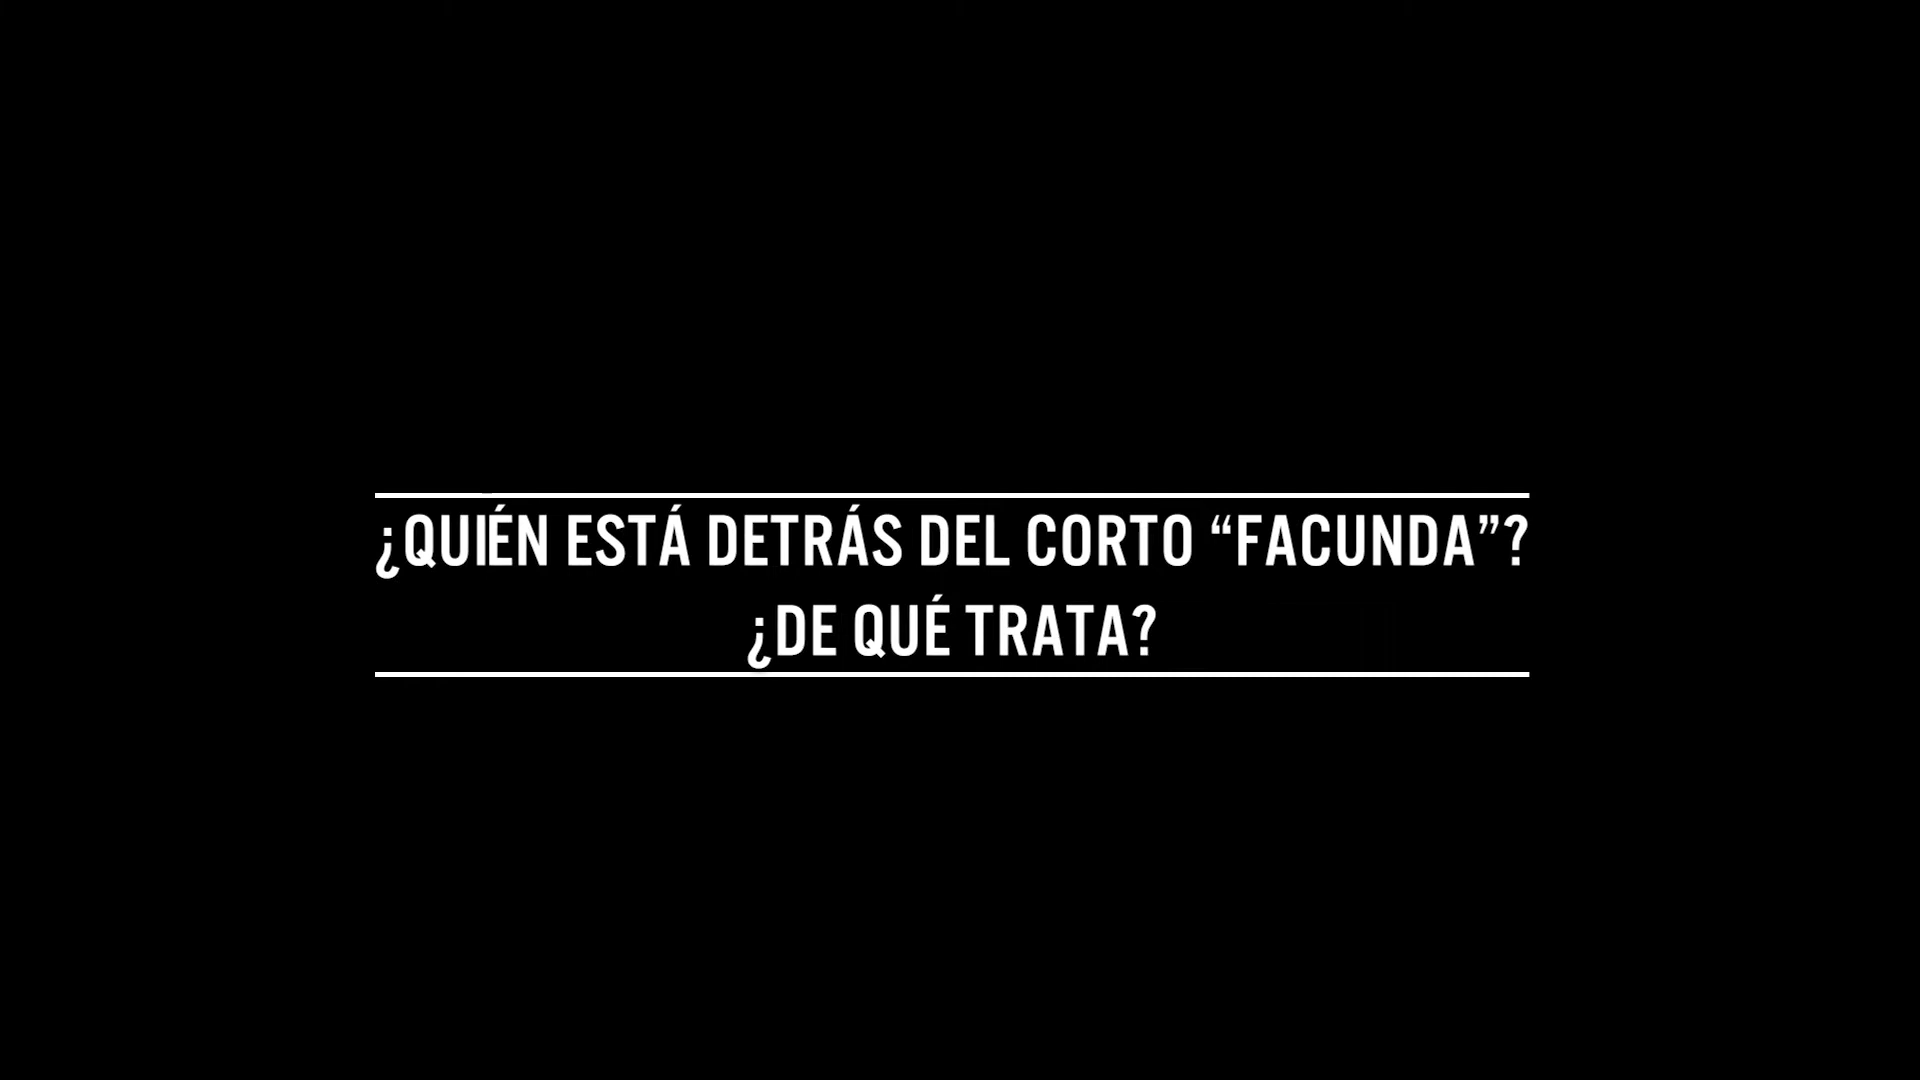 ¿QUIÉN ESTÁ DETRÁS DEL CORTO “FACUNDA”?
¿DE QUÉ TRATA?